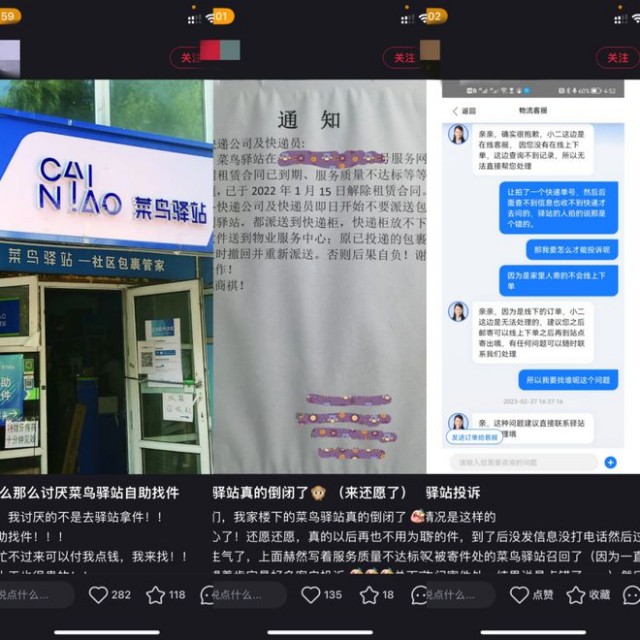 :59
关注
CAI
NIAO 菜鸟驿站
菜鸟驿站—社区包裹管家
么那么讨厌菜鸟驿站自助找件
我讨厌的不是去驿站拿件！！
助找件！！！
忙不过来可以付我点钱，我来找！！
说点什么...
282
118
:01
关注
通 知
快递公司及快递员：
菜鸟驿站在
号服务网
租赁合同已到期、服务质量不达标等等
，已于 2022 年 1 月 15 日解除租赁合同。
快递公司及快递员即日开始不要派送包
驿站，都派送到快递柜，快递柜放不下
件送到物业服务中心；原已投递的包裹
时撤回并重新派送。否则后果自负！谢
作！
商棋！
驿站真的倒闭了🙊（来还愿了）
们，我家楼下的菜鸟驿站真的倒闭了
心了！还愿还愿，真的以后再也不用为
生气了，上面赫然写着服务质量不达标
说点什么...
135
18
:02
关注
4:52
60%
返回
物流客服
亲亲，确实很抱歉，小二这边是
在线客服， 因您没有在线上下
单，这边查询不到记录，所以无
法直接帮您处理
让拍了一个快递单号，然后后
面查不到信息也收不到快递才
去问的，驿站的人拍的说那是
个错的。
那我要怎么才能投诉呢
因为是家里人寄的不会线上下
单
亲亲，因为是线下的订单，小二
这边是无法处理的，建议您之后
邮寄可以线上下单之后再到站点
寄出哦，有任何问题可以随时联
系我们处理
所以我要找谁呢这个问题
2023-02-27 16:37:16
亲亲，这种问题建议直接联系驿站
理哦
发送订单给客服
请输入您需要咨询的问题
驿站投诉
情况是这样的
寄的件，到了后没发信息没打电话然后过
又被寄件处的菜鸟驿站召回了（因为一直
说点什么...
点赞
收藏